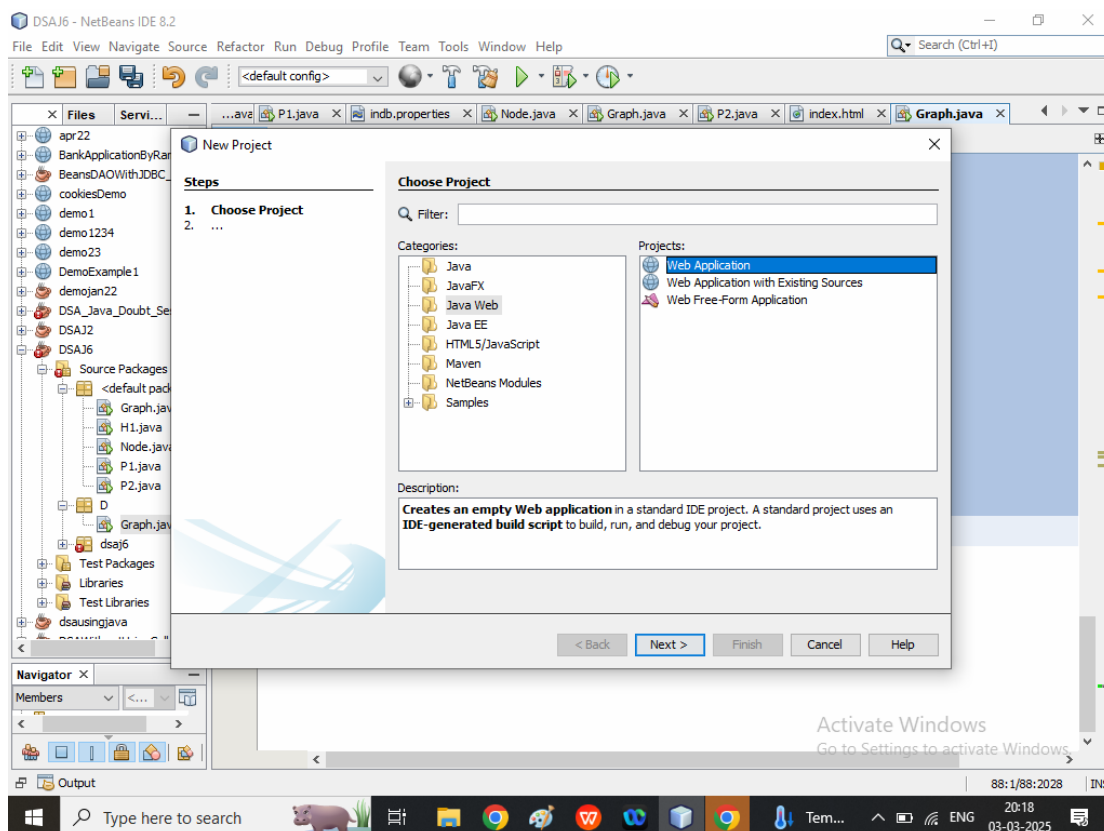 DSAJ6 - NetBeans IDE 8.2
File Edit View Navigate Source Refactor Run Debug Profile Team Tools Window Help
Search (Ctrl+I)
<default config>
Files Servi...
...ava P1.java indb.properties Node.java Graph.java P2.java index.html Graph.java
apr22
BankApplicationByRar
BeansDAOWithJDBC_
cookiesDemo
demo1
demo1234
demo23
DemoExample1
demojan22
DSA_Java_Doubt_Se
DSAJ2
DSAJ6
Source Packages
<default pack
Graph.jav
H1.java
Node.java
P1.java
P2.java
D
Graph.jav
dsaj6
Test Packages
Libraries
Test Libraries
dsausingjava
New Project
Steps
1. Choose Project
2. ...
Choose Project
Filter:
Categories:
Java
JavaFX
Java Web
Java EE
HTML5/JavaScript
Maven
NetBeans Modules
Samples
Projects:
Web Application
Web Application with Existing Sources
Web Free-Form Application
Description:
Creates an empty Web application in a standard IDE project. A standard project uses an
IDE-generated build script to build, run, and debug your project.
< Back Next > Finish Cancel Help
Navigator
Members <...
Activate Windows
Go to Settings to activate Windows.
Output
88:1/88:2028 IN
Type here to search
Tem... ENG
20:18
03-03-2025